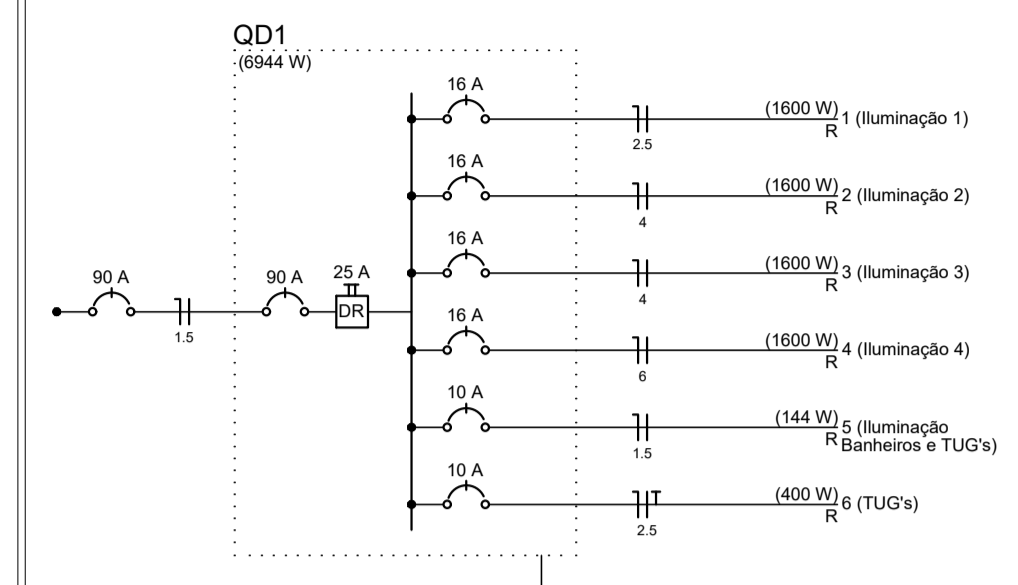 QD1
(6944 W)
16 A
(1600 W)
1 (Iluminação 1)
R
2.5
16 A
(1600 W)
2 (Iluminação 2)
R
4
16 A
(1600 W)
3 (Iluminação 3)
R
4
90 A
90 A
25 A
DR
1.5
16 A
(1600 W)
4 (Iluminação 4)
R
6
10 A
(144 W)
5 (Iluminação
R
Banheiros e TUG's)
1.5
10 A
(400 W)
6 (TUG's)
R
2.5